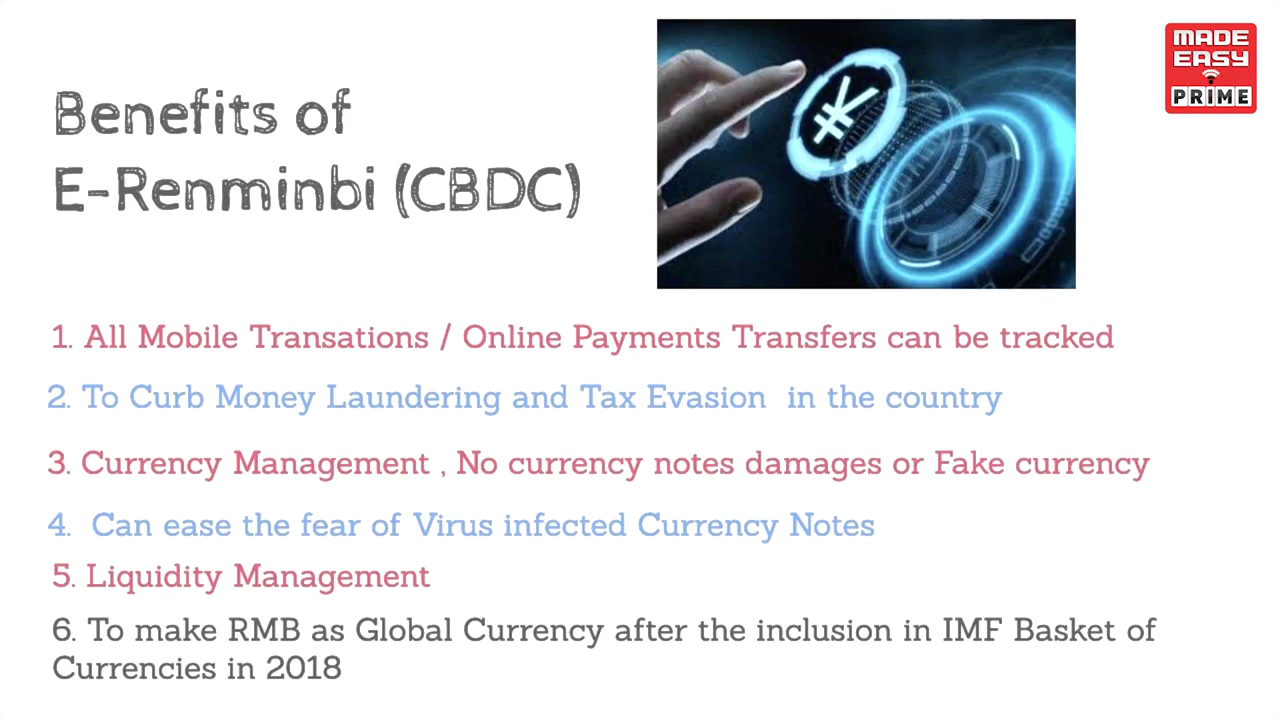 Benefits of
E-Renminbi (CBDC)
¥
MADE
EASY
PRIME
1. All Mobile Transations / Online Payments Transfers can be tracked
2. To Curb Money Laundering and Tax Evasion in the country
3. Currency Management , No currency notes damages or Fake currency
4. Can ease the fear of Virus infected Currency Notes
5. Liquidity Management
6. To make RMB as Global Currency after the inclusion in IMF Basket of
Currencies in 2018